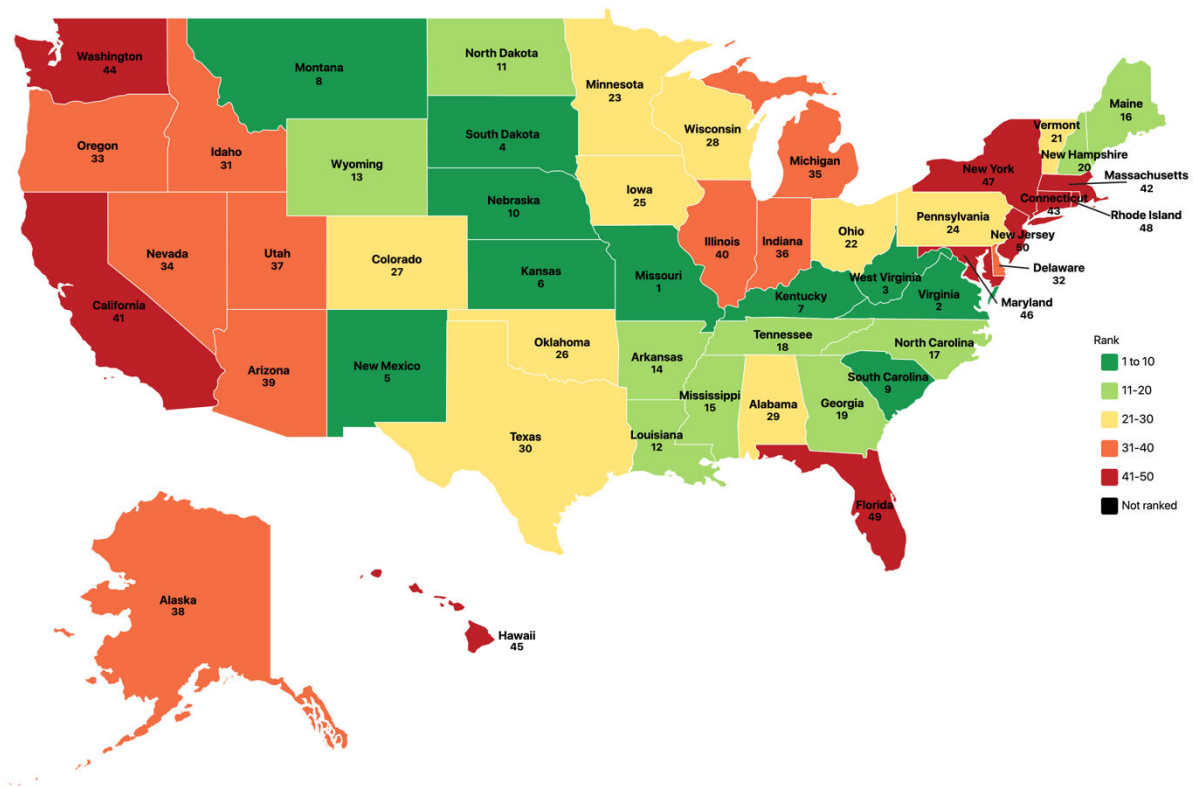 Washington
44
Montana
8
North Dakota
11
Minnesota
23
Wisconsin
28
Michigan
35
Vermont
21
Maine
16
New Hampshire
20
Massachusetts
42
New York
47
Connecticut
43
Rhode Island
48
Oregon
33
Idaho
31
Wyoming
13
South Dakota
4
Nebraska
10
Iowa
25
Illinois
40
Indiana
36
Ohio
22
Pennsylvania
24
New Jersey
50
Delaware
32
Maryland
46
California
41
Nevada
34
Utah
37
Colorado
27
Kansas
6
Missouri
1
Kentucky
7
West Virginia
3
Virginia
2
Arizona
39
New Mexico
5
Oklahoma
26
Arkansas
14
Tennessee
18
North Carolina
17
South Carolina
9
Texas
30
Louisiana
12
Mississippi
15
Alabama
29
Georgia
19
Florida
49
Rank
1 to 10
11-20
21-30
31-40
41-50
Not ranked
Alaska
38
Hawaii
45